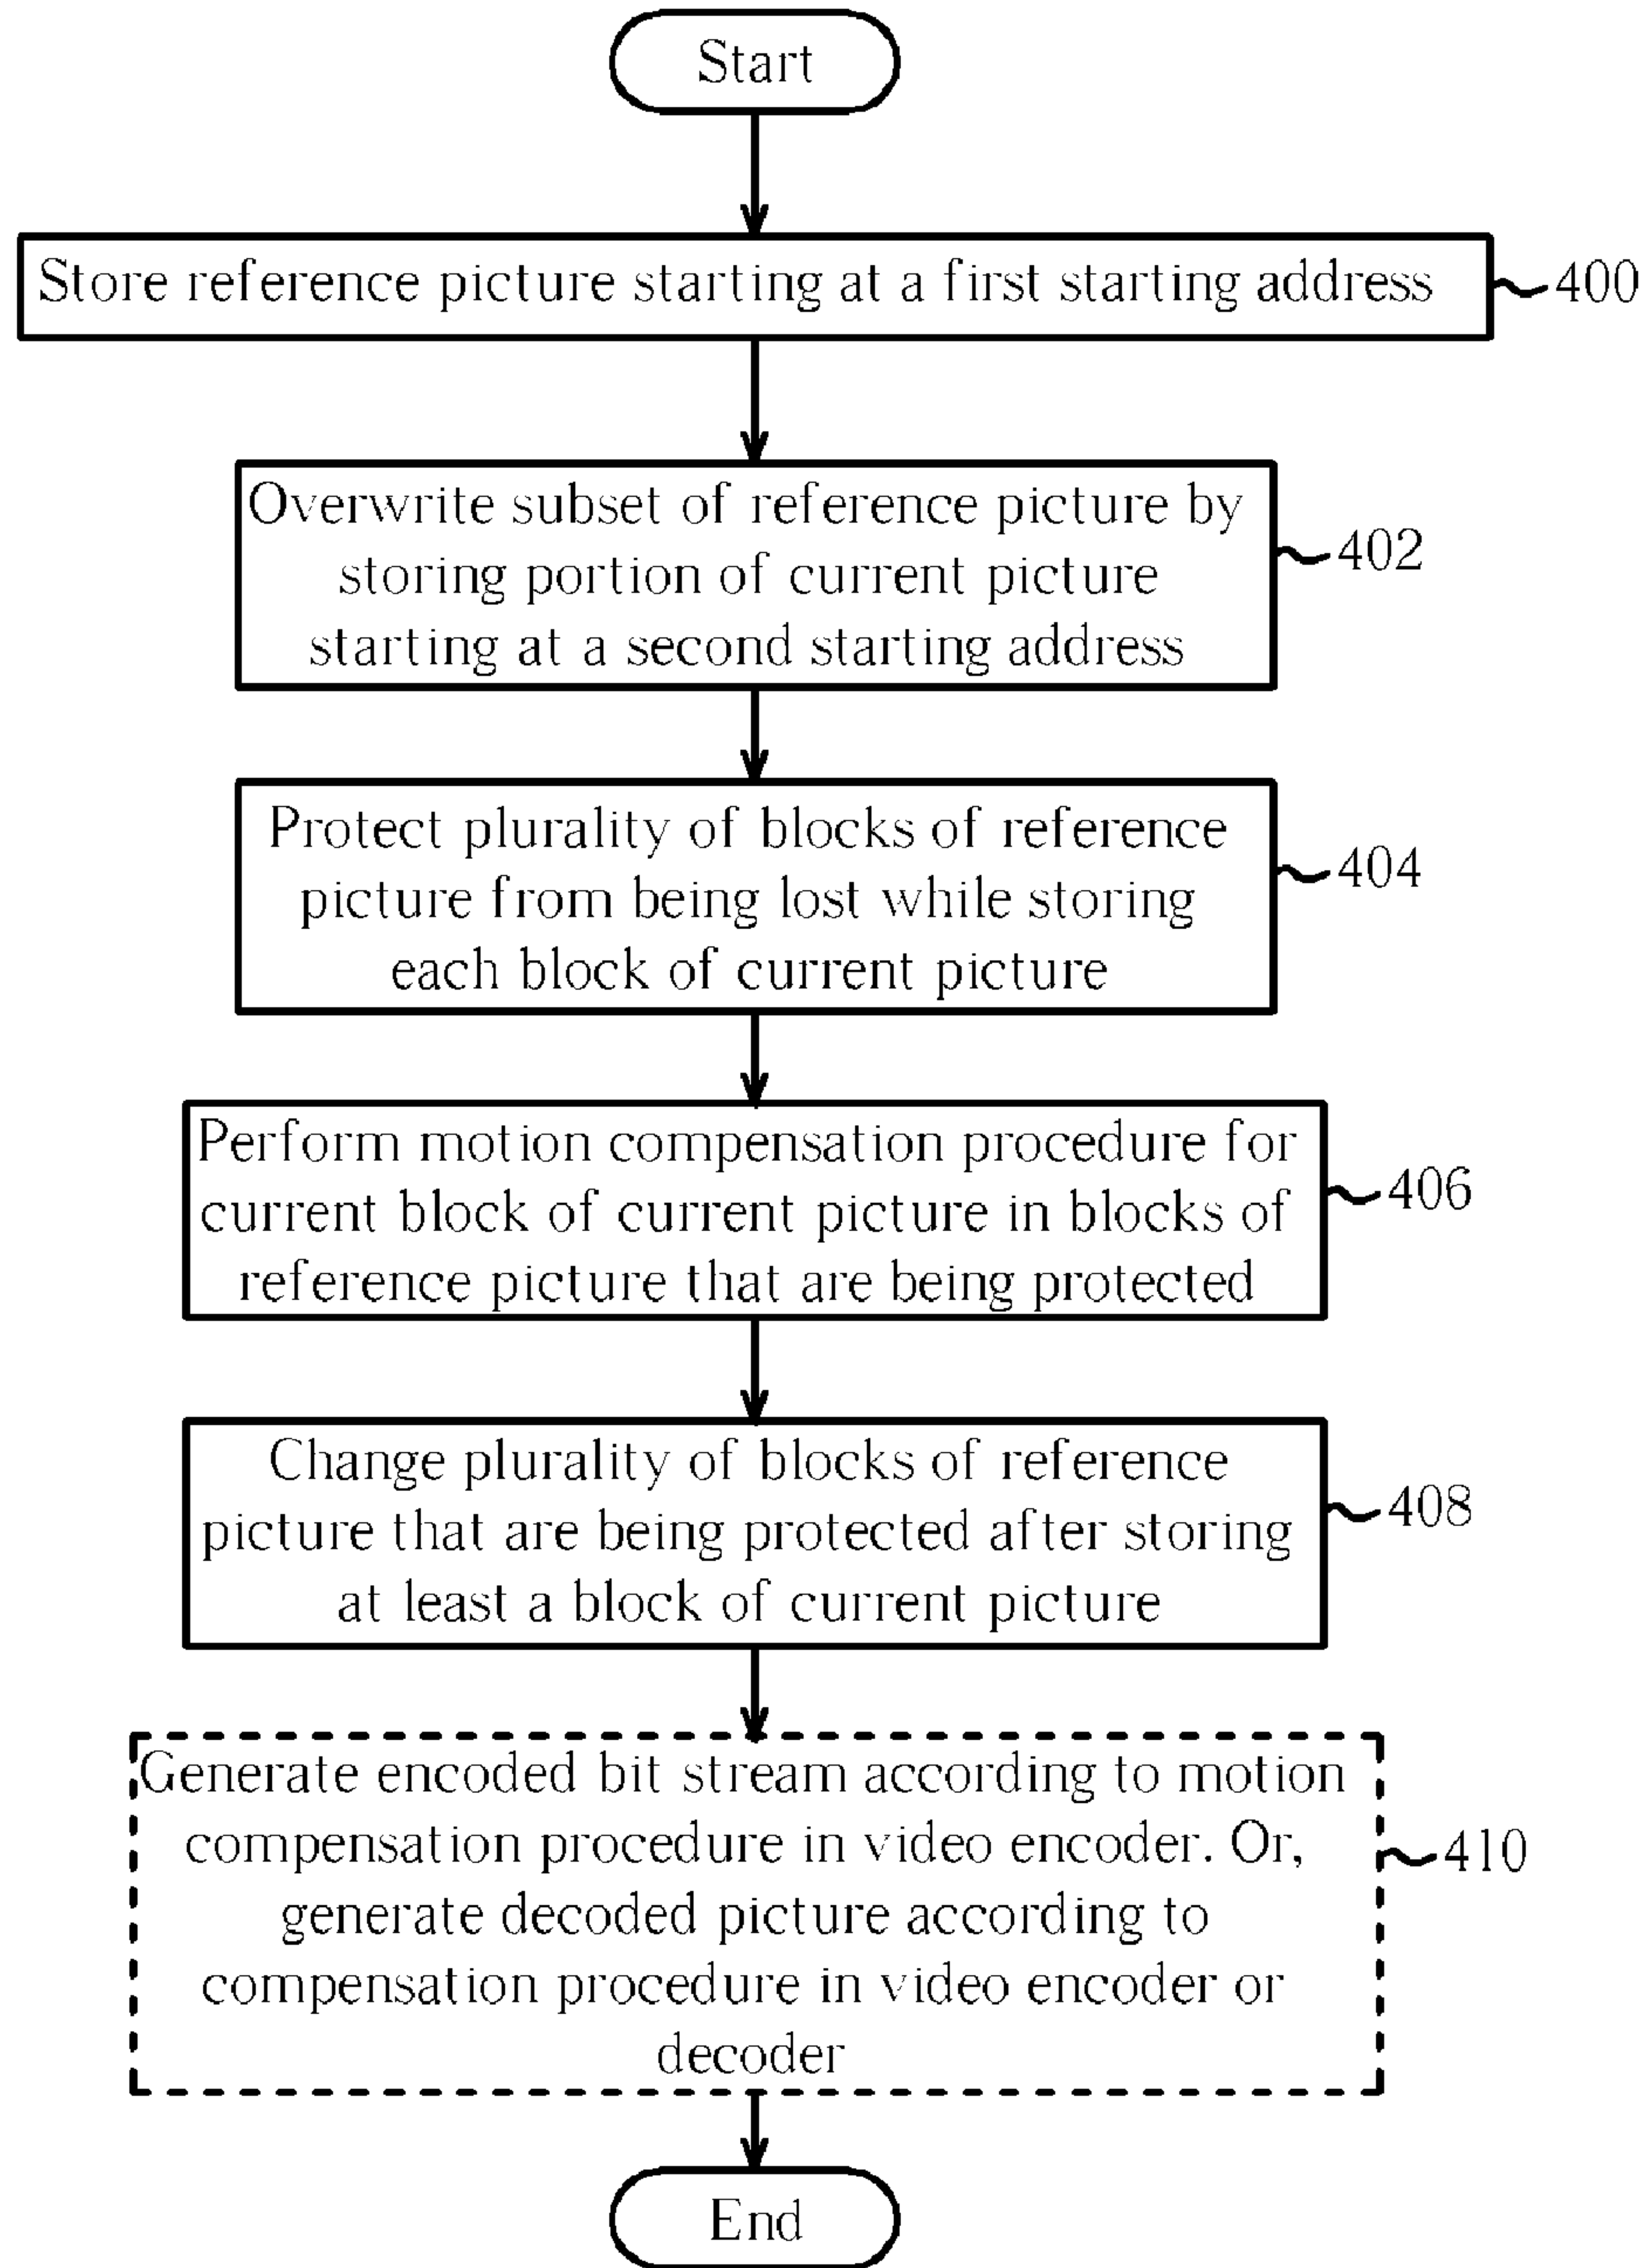 Start
Store reference picture starting at a first starting address
400
Overwrite subset of reference picture by
storing portion of current picture
starting at a second starting address
402
Protect plurality of blocks of reference
picture from being lost while storing
each block of current picture
404
Perform motion compensation procedure for
current block of current picture in blocks of
reference picture that are being protected
406
Change plurality of blocks of reference
picture that are being protected after storing
at least a block of current picture
408
Generate encoded bit stream according to motion
compensation procedure in video encoder. Or,
generate decoded picture according to
compensation procedure in video encoder or
decoder
410
End